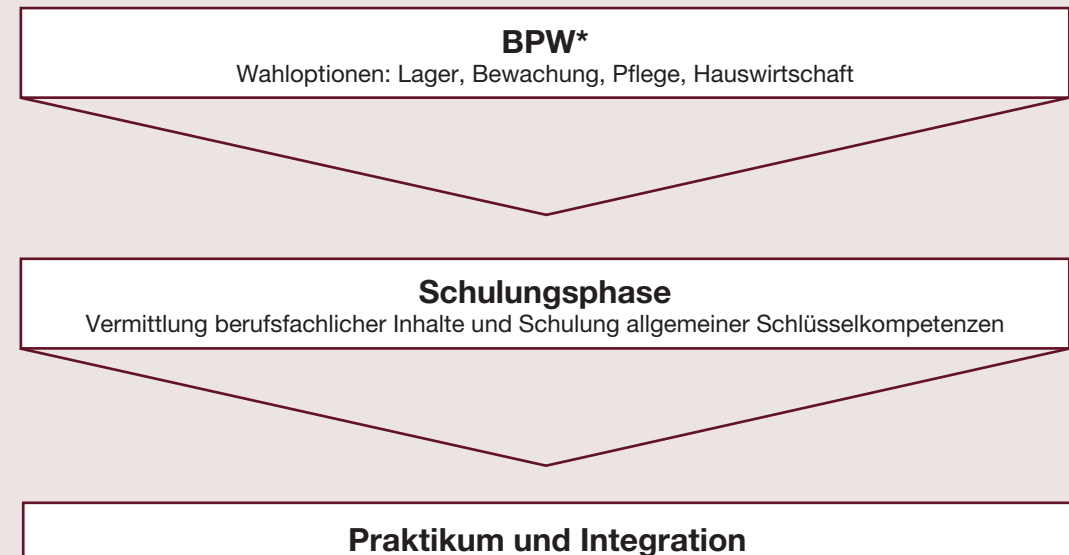 BPW*
Wahloptionen: Lager, Bewachung, Pflege, Hauswirtschaft
Schulungsphase
Vermittlung berufsfachlicher Inhalte und Schulung allgemeiner Schlüsselkompetenzen
Praktikum und Integration